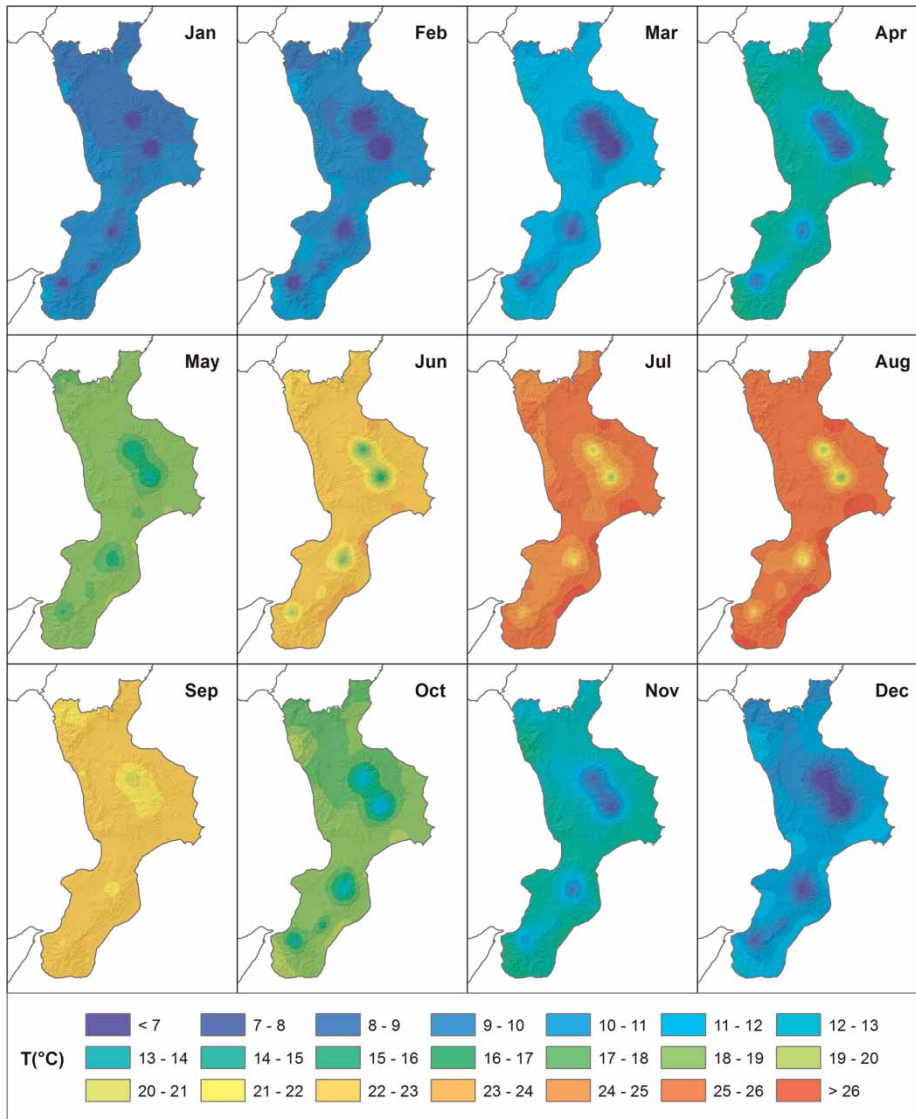 Jan Feb Mar Apr
May Jun Jul Aug
Sep Oct Nov Dec
< 7 7 - 8 8 - 9 9 - 10 10 - 11 11 - 12 12 - 13
T(°C) 13 - 14 14 - 15 15 - 16 16 - 17 17 - 18 18 - 19 19 - 20
20 - 21 21 - 22 22 - 23 23 - 24 24 - 25 25 - 26 > 26